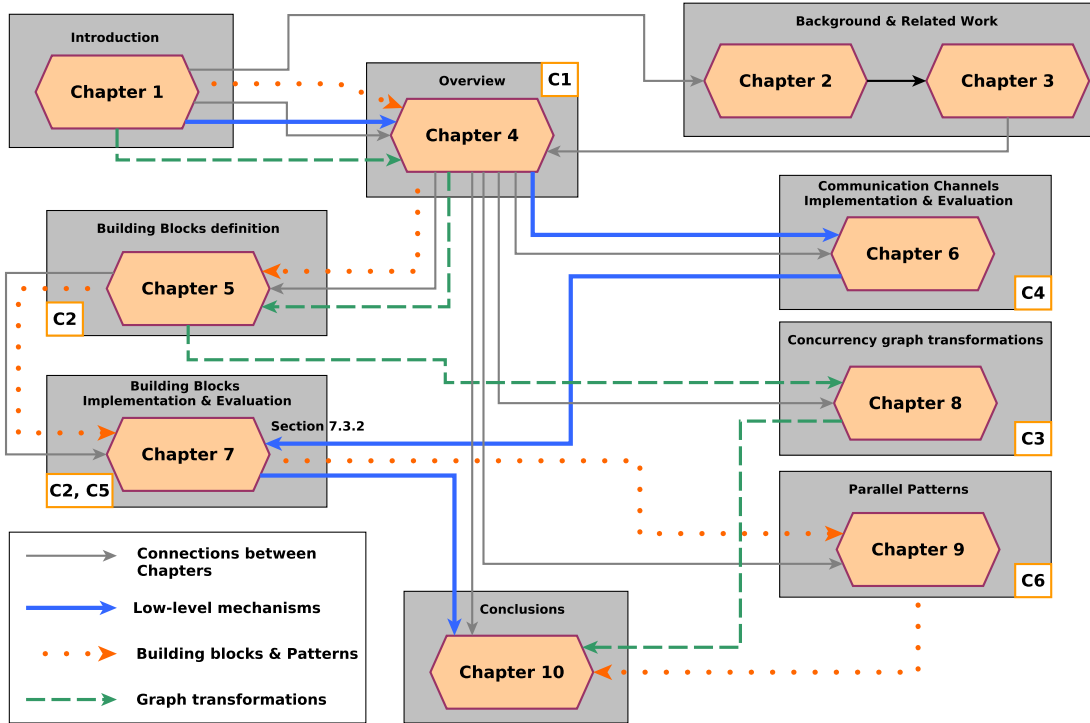 Introduction
Chapter 1
Background & Related Work
Chapter 2
Chapter 3
Overview
C1
Chapter 4
Communication Channels
Implementation & Evaluation
Chapter 6
C4
Building Blocks definition
Chapter 5
C2
Concurrency graph transformations
Chapter 8
C3
Building Blocks
Implementation & Evaluation
Section 7.3.2
Chapter 7
C2, C5
Parallel Patterns
Chapter 9
C6
Conclusions
Chapter 10
Connections between
Chapters
Low-level mechanisms
Building blocks & Patterns
Graph transformations